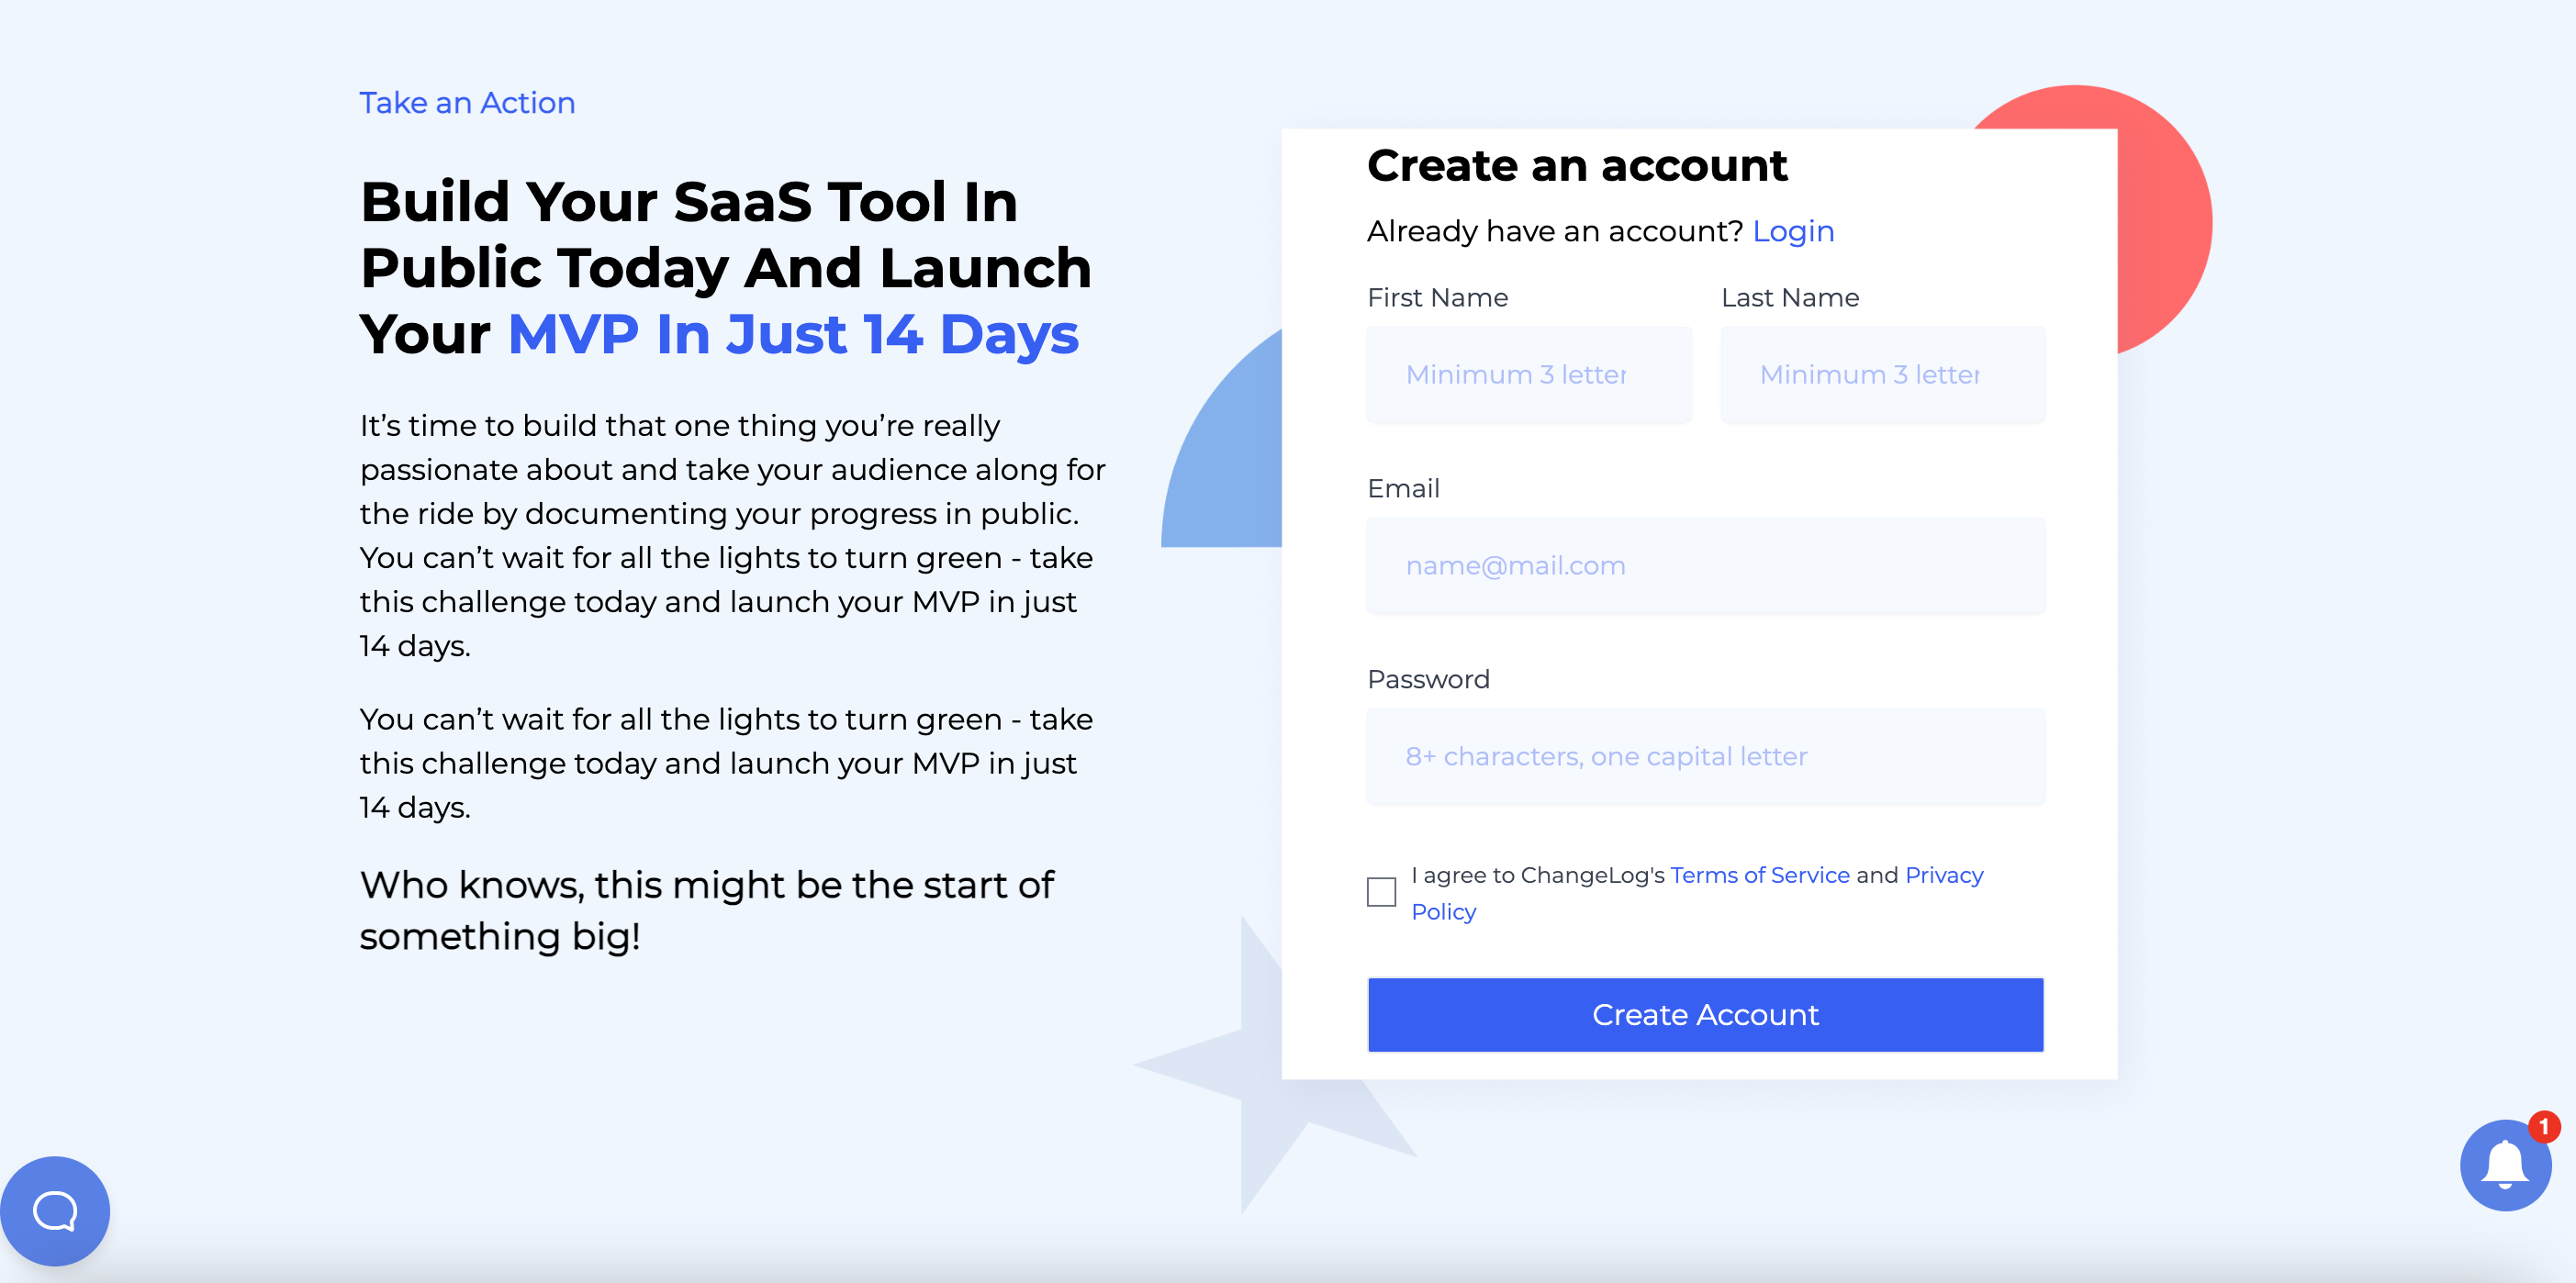 Take an Action
Build Your SaaS Tool In
Public Today And Launch
Your MVP In Just 14 Days
It’s time to build that one thing you’re really
passionate about and take your audience along for
the ride by documenting your progress in public.
You can’t wait for all the lights to turn green - take
this challenge today and launch your MVP in just
14 days.
You can’t wait for all the lights to turn green - take
this challenge today and launch your MVP in just
14 days.
Who knows, this might be the start of
something big!
Create an account
Already have an account? Login
First Name
Last Name
Minimum 3 letter
Minimum 3 letter
Email
name@mail.com
Password
8+ characters, one capital letter
I agree to ChangeLog's Terms of Service and Privacy
Policy
Create Account
1